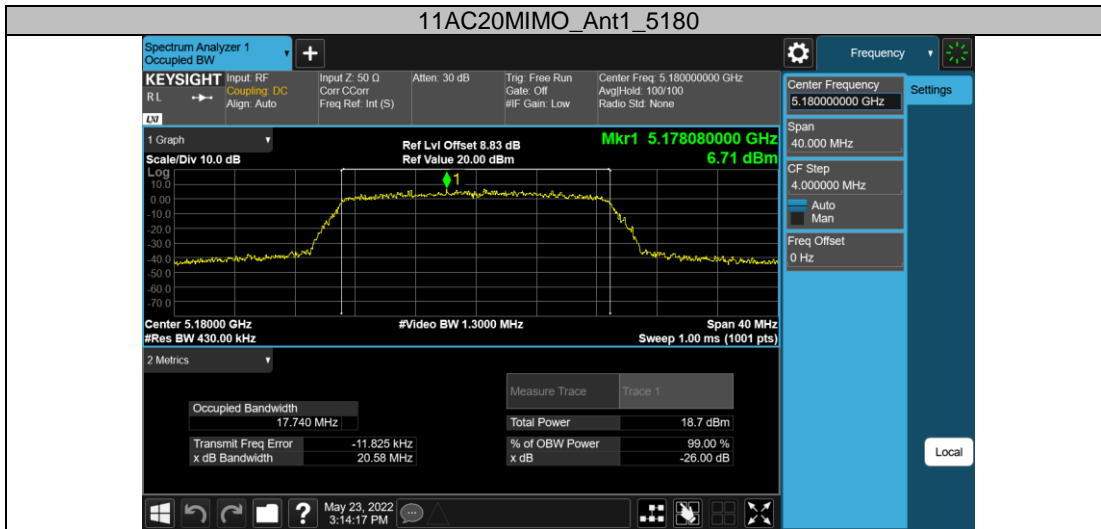 11AC20MIMO_Ant1_5180
Spectrum Analyzer 1
Occupied BW
+
Frequency
KEYSIGHT
RL
LXI
Input: RF
Coupling: DC
Align: Auto
Input Z: 50 Ω
Corr CCorr
Freq Ref: Int (S)
Atten: 30 dB
Trig: Free Run
Gate: Off
#IF Gain: Low
Center Freq: 5.180000000 GHz
Avg|Hold: 100/100
Radio Std: None
Center Frequency
5.180000000 GHz
Settings
Span
40.000 MHz
CF Step
4.000000 MHz
Auto
Man
Freq Offset
0 Hz
Local
1 Graph
Scale/Div 10.0 dB
Ref Lvl Offset 8.83 dB
Ref Value 20.00 dBm
Mkr1 5.178080000 GHz
6.71 dBm
Log
10.0
0.00
-10.0
-20.0
-30.0
-40.0
-50.0
-60.0
-70.0
1
Center 5.18000 GHz
#Res BW 430.00 kHz
#Video BW 1.3000 MHz
Span 40 MHz
Sweep 1.00 ms (1001 pts)
2 Metrics
Measure Trace
Trace 1
Occupied Bandwidth
17.740 MHz
Total Power 18.7 dBm
Transmit Freq Error -11.825 kHz
% of OBW Power 99.00 %
x dB Bandwidth 20.58 MHz
x dB -26.00 dB
?
May 23, 2022
3:14:17 PM